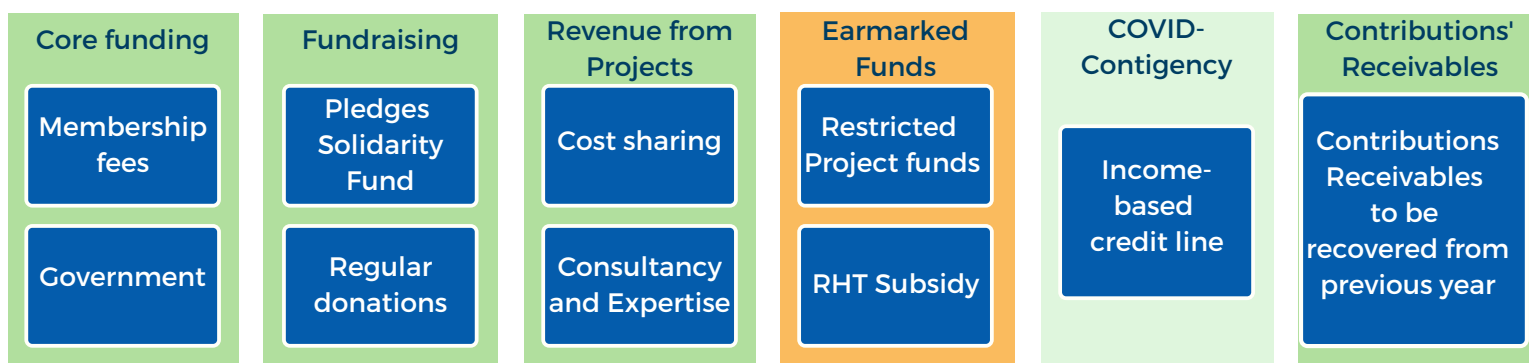 Core funding
Membership
fees
Government
Fundraising
Pledges
Solidarity
Fund
Regular
donations
Revenue from
Projects
Cost sharing
Consultancy
and Expertise
Earmarked
Funds
Restricted
Project funds
RHT Subsidy
COVID-
Contigency
Income-
based
credit line
Contributions'
Receivables
Contributions
Receivables
to be
recovered from
previous year